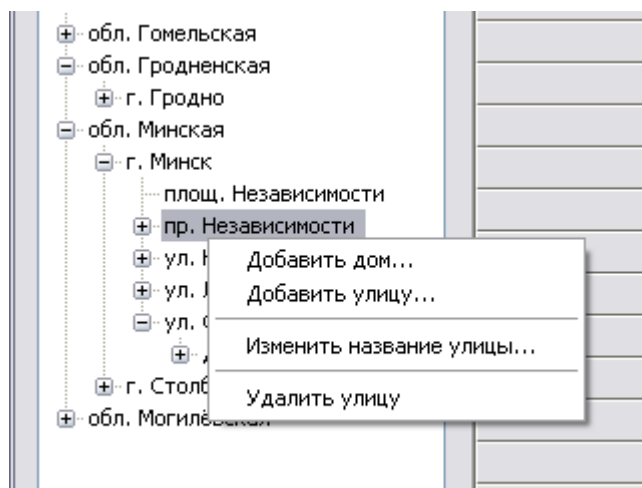 обл. Гомельская
обл. Гродненская
г. Гродно
обл. Минская
г. Минск
площ. Независимости
пр. Независимости
ул.
Добавить дом...
ул.
Добавить улицу...
ул.
Изменить название улицы...
г.
Удалить улицу
обл. Могилёвская